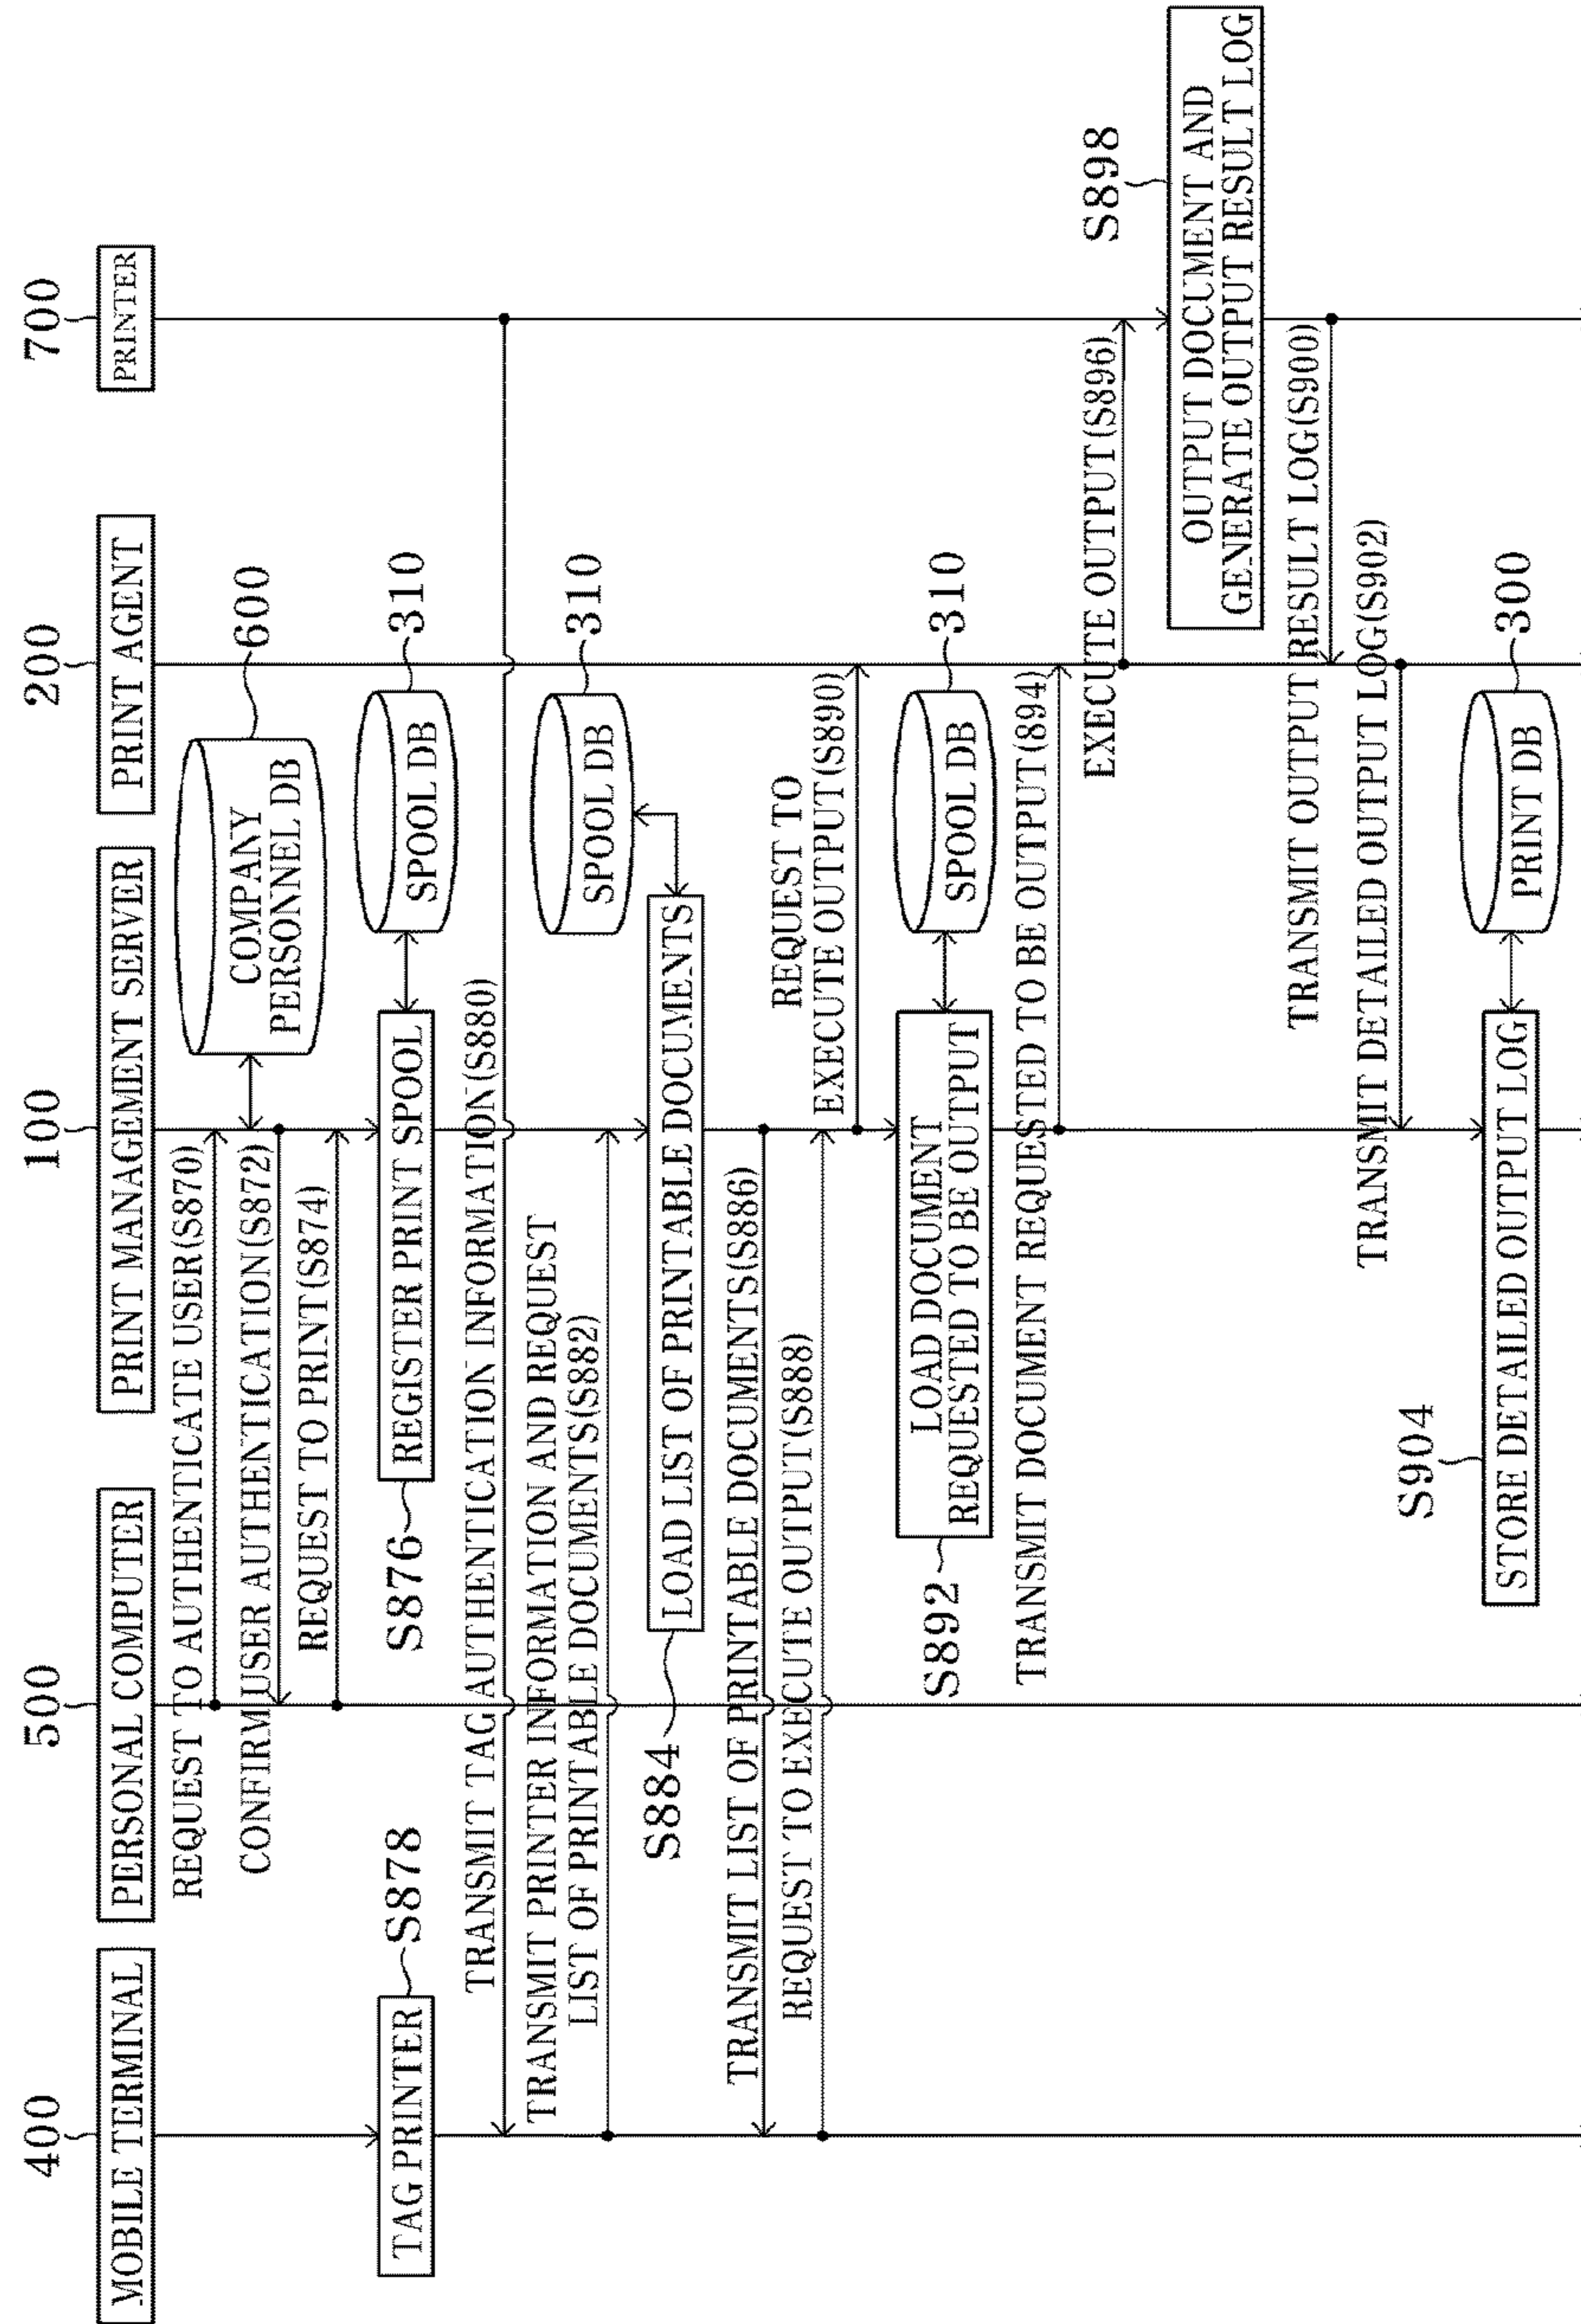 400
500
100
200
700
MOBILE TERMINAL
PERSONAL COMPUTER
PRINT MANAGEMENT SERVER
PRINT AGENT
PRINTER
REQUEST TO AUTHENTICATE USER(S870)
COMPANY
PERSONNEL DB
600
CONFIRM USER AUTHENTICATION(S872)
REQUEST TO PRINT(S874)
TAG PRINTER
S878
S876
REGISTER PRINT SPOOL
SPOOL DB
310
TRANSMIT TAG AUTHENTICATION INFORMATION(S880)
TRANSMIT PRINTER INFORMATION AND REQUEST
LIST OF PRINTABLE DOCUMENTS(S882)
SPOOL DB
310
S884
LOAD LIST OF PRINTABLE DOCUMENTS
TRANSMIT LIST OF PRINTABLE DOCUMENTS(S886)
REQUEST TO EXECUTE OUTPUT(S888)
REQUEST TO
EXECUTE OUTPUT(S890)
S892
LOAD DOCUMENT
REQUESTED TO BE OUTPUT
SPOOL DB
310
TRANSMIT DOCUMENT REQUESTED TO BE OUTPUT(894)
EXECUTE OUTPUT(S896)
S898
OUTPUT DOCUMENT AND
GENERATE OUTPUT RESULT LOG
TRANSMIT OUTPUT RESULT LOG(S900)
TRANSMIT DETAILED OUTPUT LOG(S902)
S904
STORE DETAILED OUTPUT LOG
PRINT DB
300